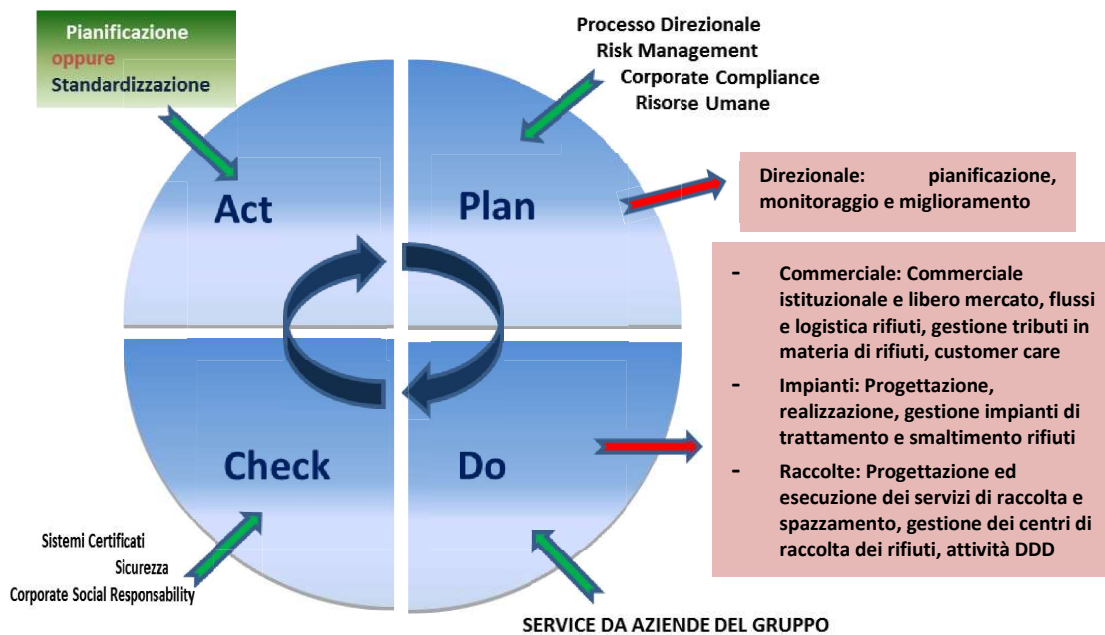 Pianificazione
oppure
Standardizzazione
Processo Direzionale
Risk Management
Corporate Compliance
Risorse Umane
Act
Plan
Direzionale: pianificazione,
monitoraggio e miglioramento
- Commerciale: Commerciale
istituzionale e libero mercato, flussi
e logistica rifiuti, gestione tributi in
materia di rifiuti, customer care
- Impianti: Progettazione,
realizzazione, gestione impianti di
trattamento e smaltimento rifiuti
- Raccolte: Progettazione ed
esecuzione dei servizi di raccolta e
spazzamento, gestione dei centri di
raccolta dei rifiuti, attività DDD
Check
Do
Sistemi Certificati
Sicurezza
Corporate Social Responsability
SERVICE DA AZIENDE DEL GRUPPO